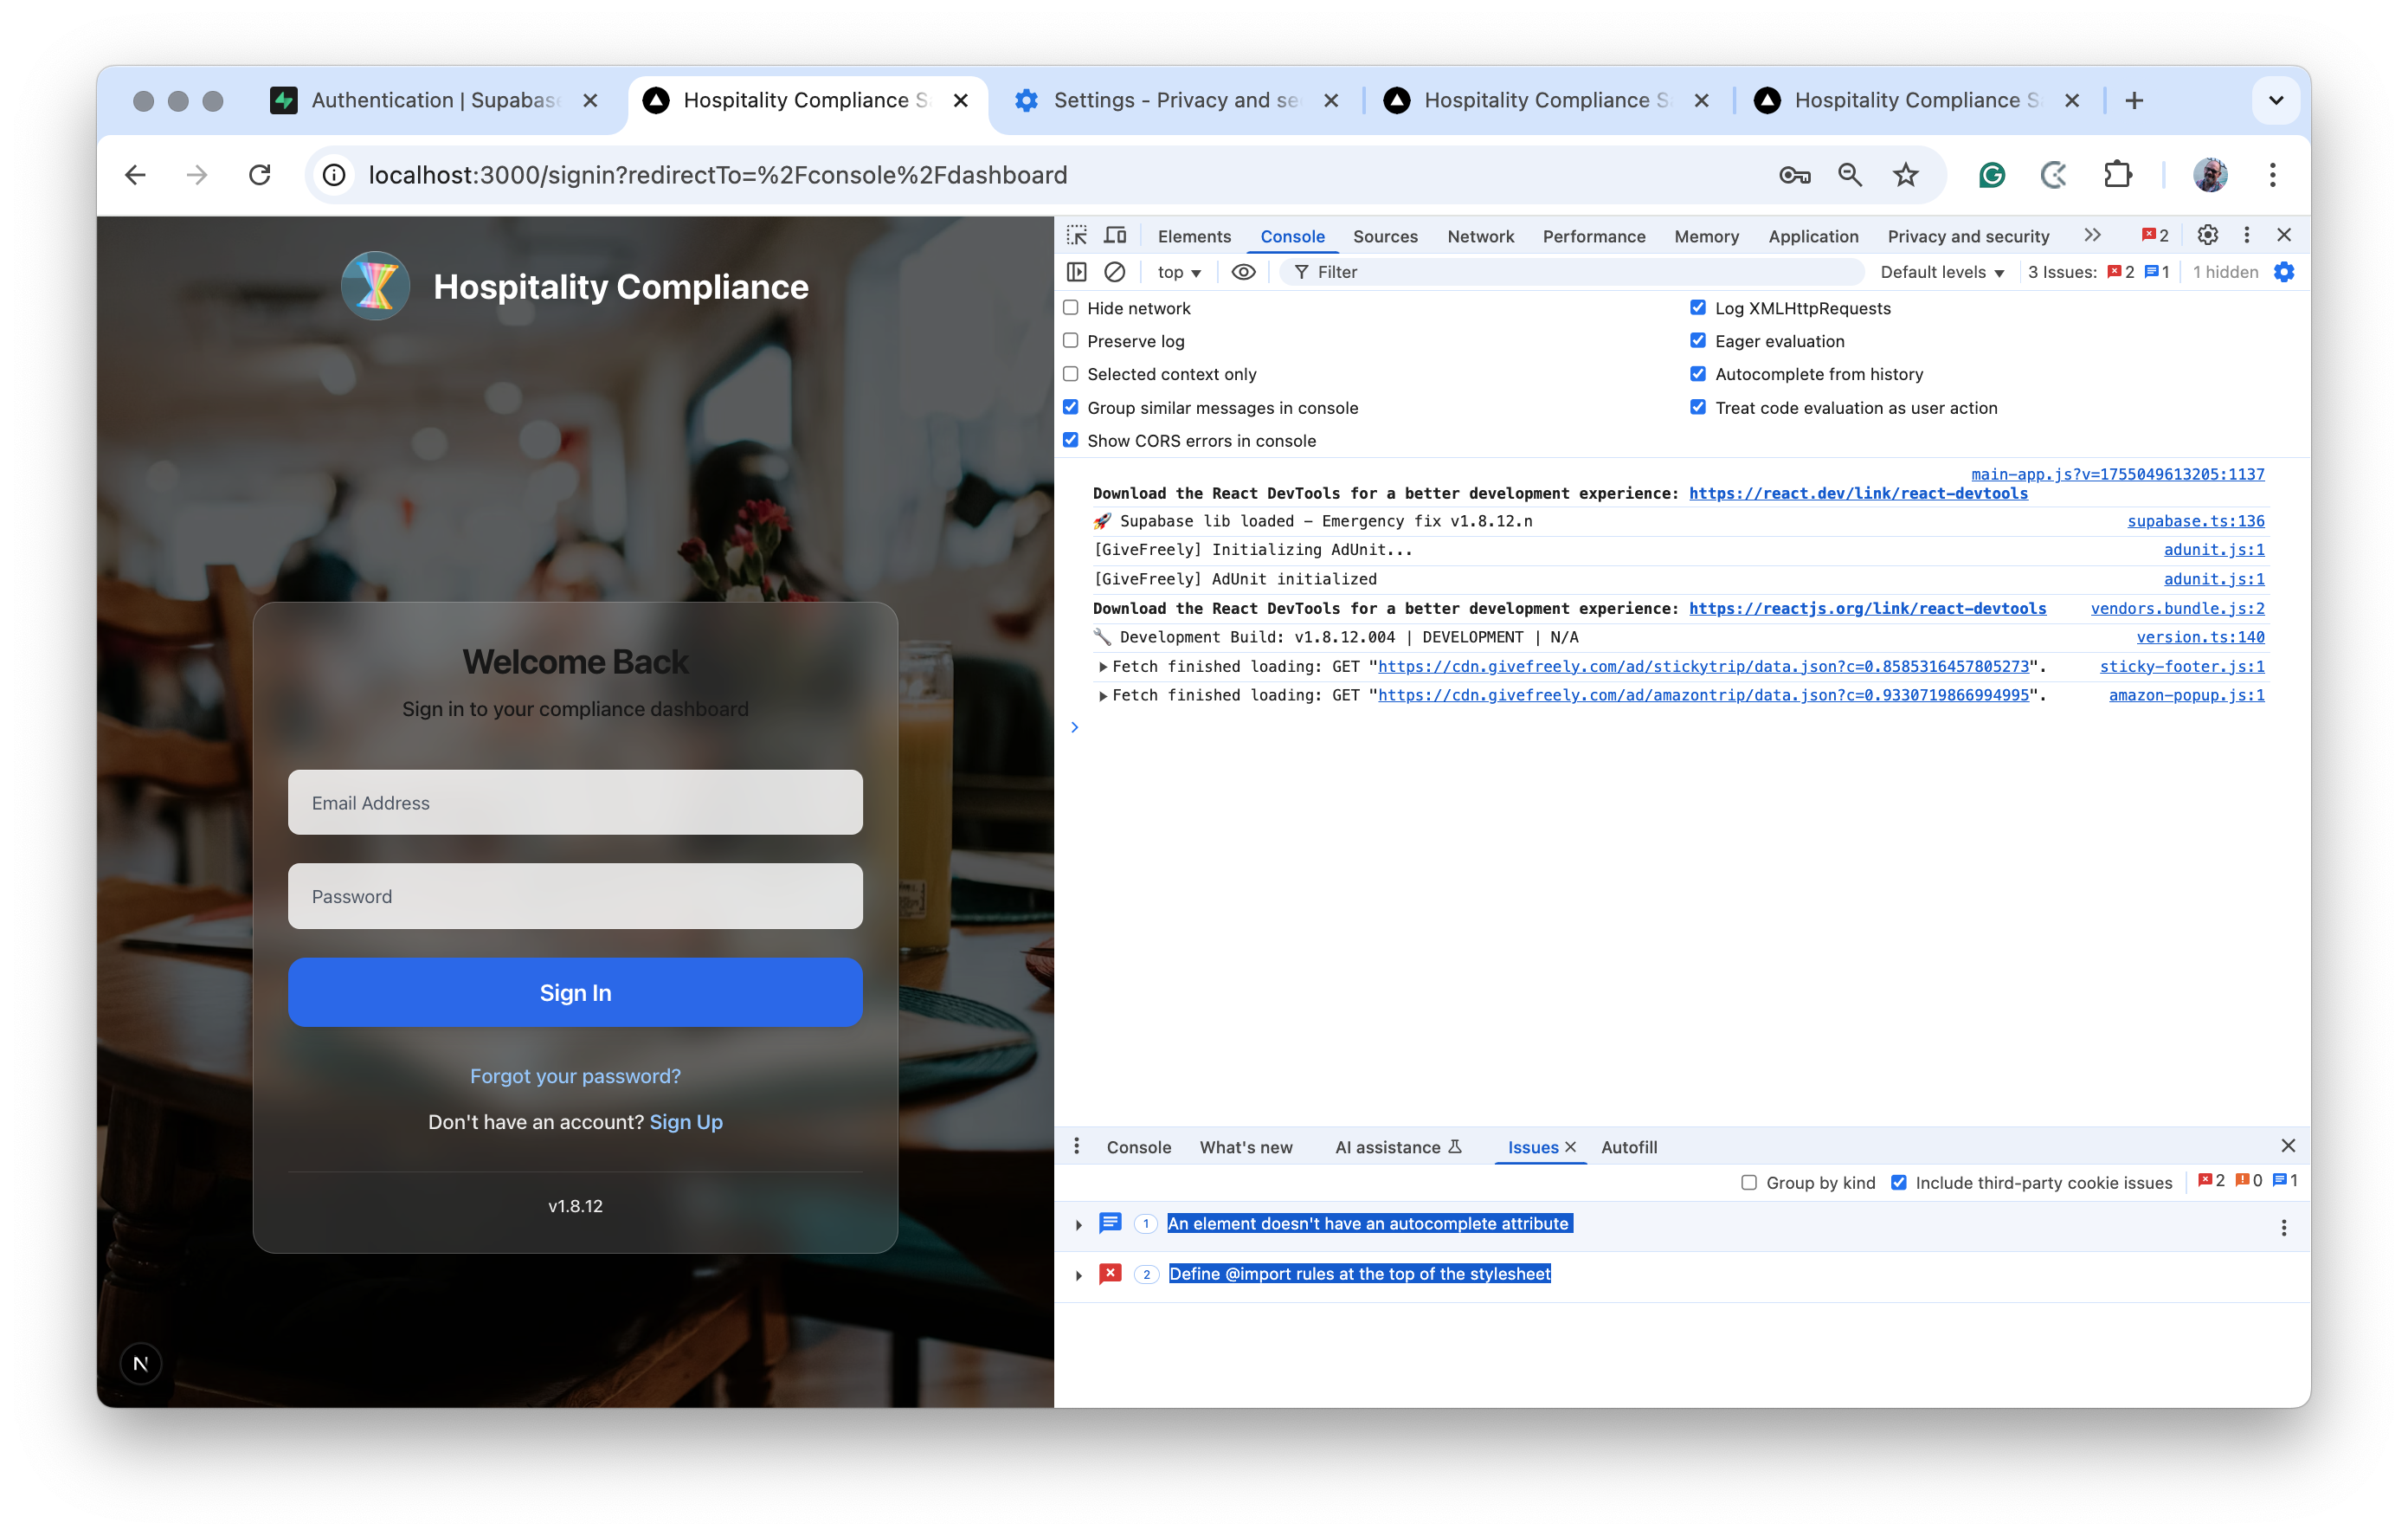 Authentication | Supabase
Hospitality Compliance S
Settings - Privacy and se
Hospitality Compliance S
Hospitality Compliance S
localhost:3000/signin?redirectTo=%2Fconsole%2Fdashboard
Hospitality Compliance
Welcome Back
Sign in to your compliance dashboard
Email Address
Password
Sign In
Forgot your password?
Don't have an account? Sign Up
v1.8.12
N
Elements Console Sources Network Performance Memory Application Privacy and security 2
top Filter Default levels 3 Issues: 2 1 1 hidden
Hide network Log XMLHttpRequests
Preserve log Eager evaluation
Selected context only Autocomplete from history
Group similar messages in console Treat code evaluation as user action
Show CORS errors in console
main-app.js?v=1755049613205:1137
Download the React DevTools for a better development experience: https://react.dev/link/react-devtools
🚀 Supabase lib loaded – Emergency fix v1.8.12.n supabase.ts:136
[GiveFreely] Initializing AdUnit... adunit.js:1
[GiveFreely] AdUnit initialized adunit.js:1
Download the React DevTools for a better development experience: https://reactjs.org/link/react-devtools vendors.bundle.js:2
🔧 Development Build: v1.8.12.004 | DEVELOPMENT | N/A version.ts:140
Fetch finished loading: GET "https://cdn.givefreely.com/ad/stickytrip/data.json?c=0.8585316457805273". sticky-footer.js:1
Fetch finished loading: GET "https://cdn.givefreely.com/ad/amazontrip/data.json?c=0.9330719866994995". amazon-popup.js:1
Console What's new AI assistance Issues Autofill
Group by kind Include third-party cookie issues 2 0 1
1 An element doesn't have an autocomplete attribute
2 Define @import rules at the top of the stylesheet